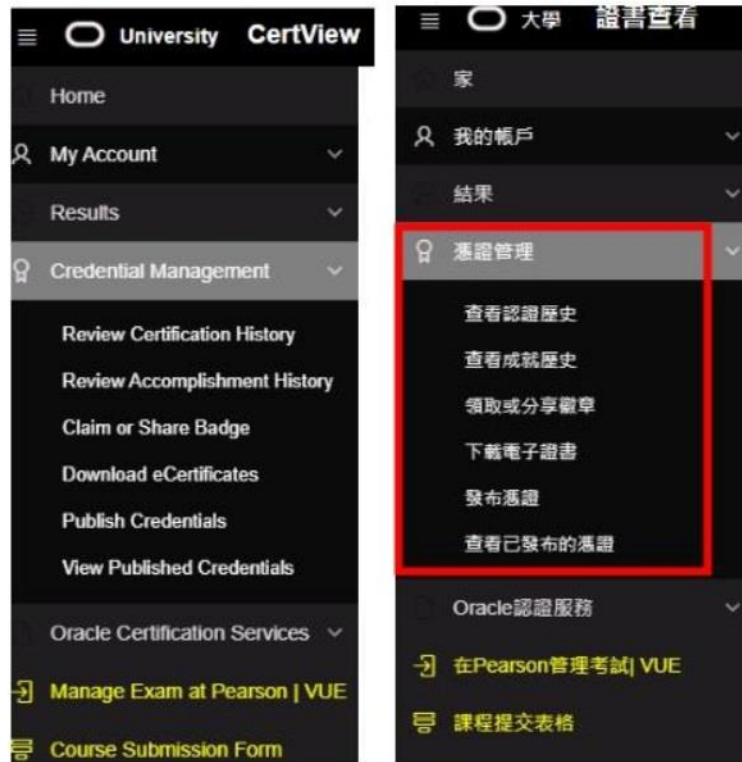 University CertView
Home
My Account
Results
Credential Management
Review Certification History
Review Accomplishment History
Claim or Share Badge
Download eCertificates
Publish Credentials
View Published Credentials
Oracle Certification Services
Manage Exam at Pearson | VUE
Course Submission Form
大學 證書查看
家
我的帳戶
結果
憑證管理
查看認證歷史
查看成就歷史
領取或分享徽章
下載電子證書
發布憑證
查看已發布的憑證
Oracle認證服務
在Pearson管理考試| VUE
課程提交表格